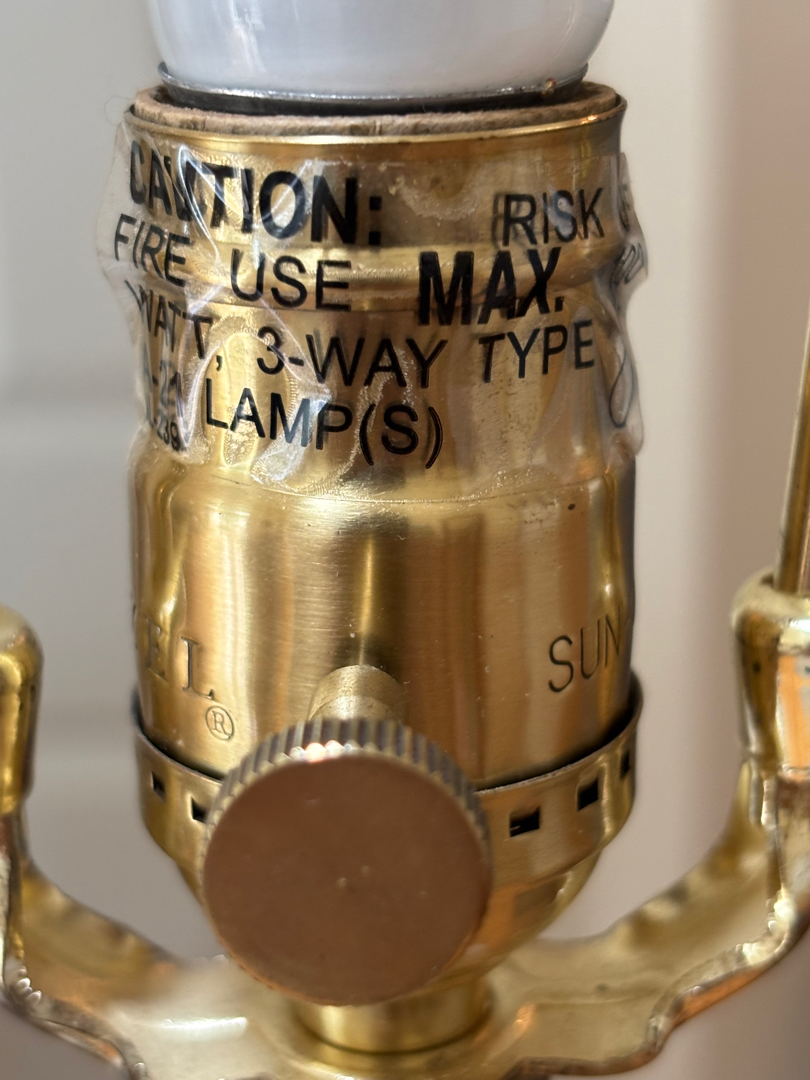 CAUTION: RISK
FIRE USE MAX.
WATT, 3-WAY TYPE
LAMP(S)
SUN